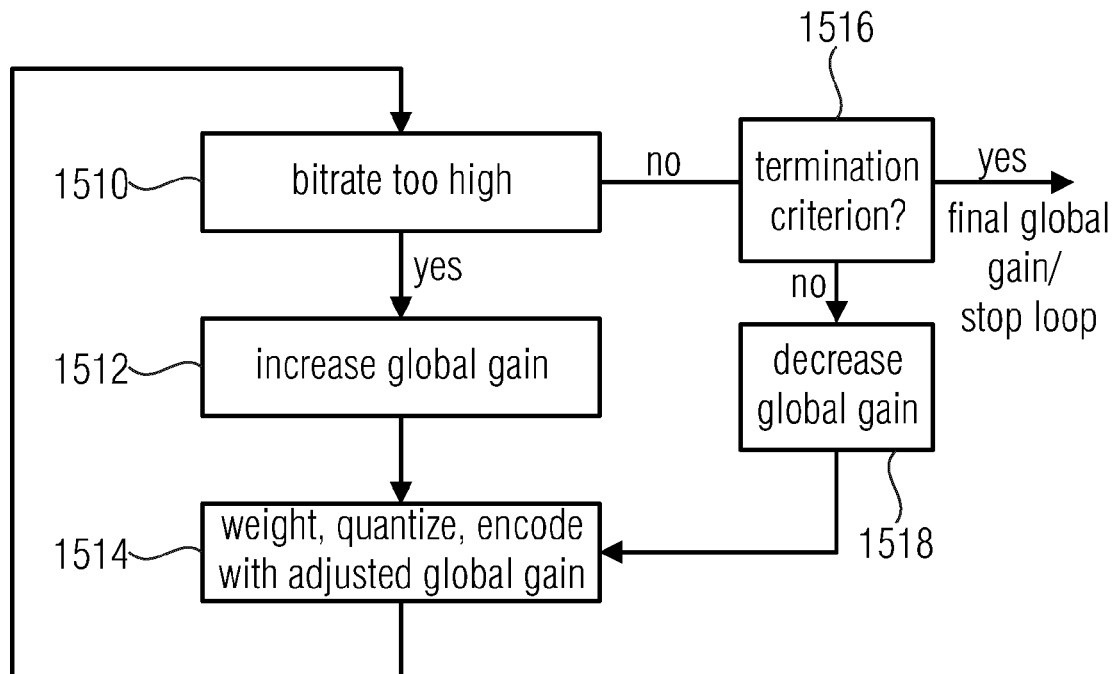 1516
1510
bitrate too high
no
termination
criterion?
yes
final global
gain/
stop loop
yes
no
1512
increase global gain
decrease
global gain
1514
weight, quantize, encode
with adjusted global gain
1518